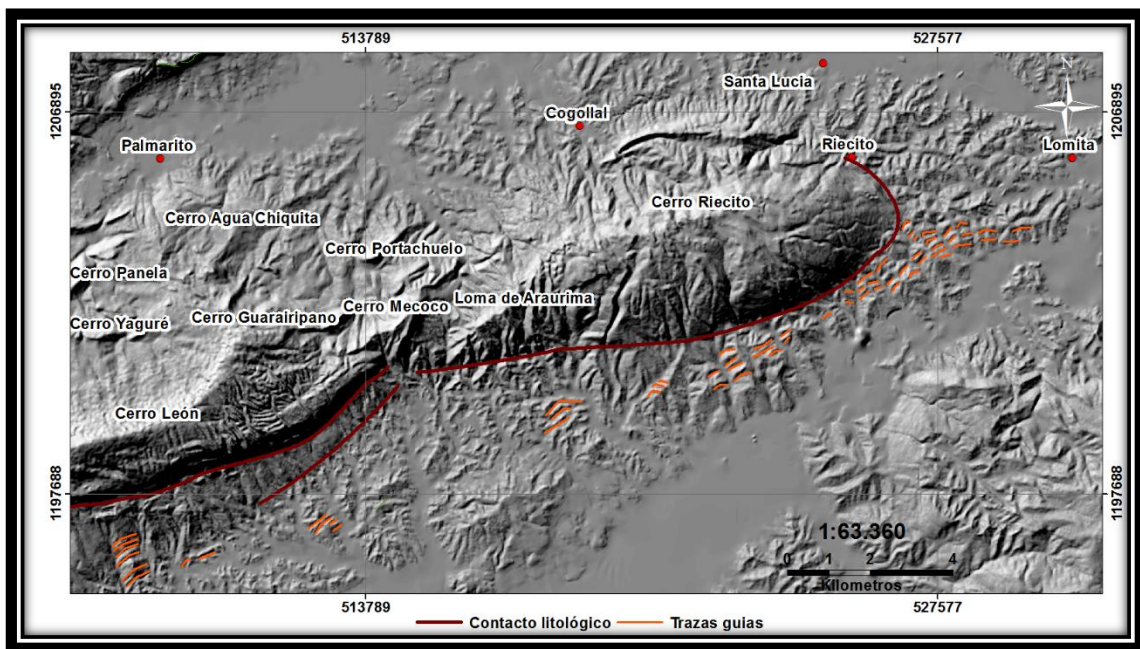 513789
527577
N
Santa Lucia
1206895
1206895
Cogollal
Palmarito
Riecito
Lomita
Cerro Riecito
Cerro Agua Chiquita
Cerro Portachuelo
Cerro Panela
Loma de Araurima
Cerro Mecoco
Cerro Guarairipano
Cerro Yaguré
Cerro León
1197688
1197688
1:63.360
0 1 2 4
Kilometros
513789
527577
Contacto litológico
Trazas guias